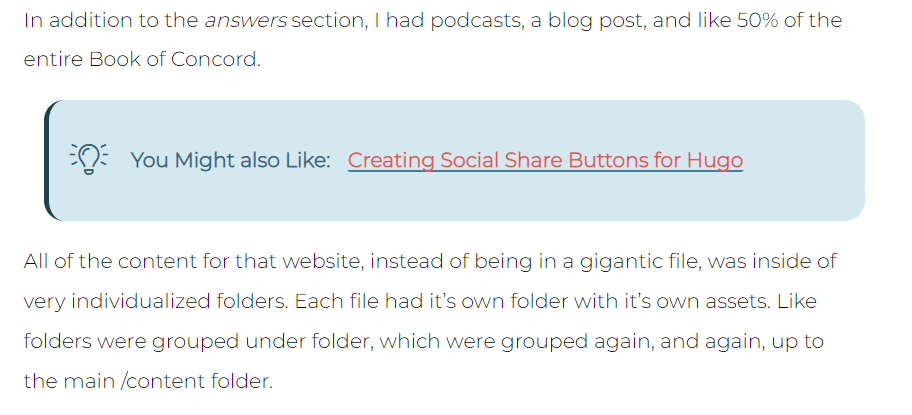 In addition to the answers section, I had podcasts, a blog post, and like 50% of the
entire Book of Concord.
You Might also Like: Creating Social Share Buttons for Hugo
All of the content for that website, instead of being in a gigantic file, was inside of
very individualized folders. Each file had it's own folder with it's own assets. Like
folders were grouped under folder, which were grouped again, and again, up to
the main /content folder.